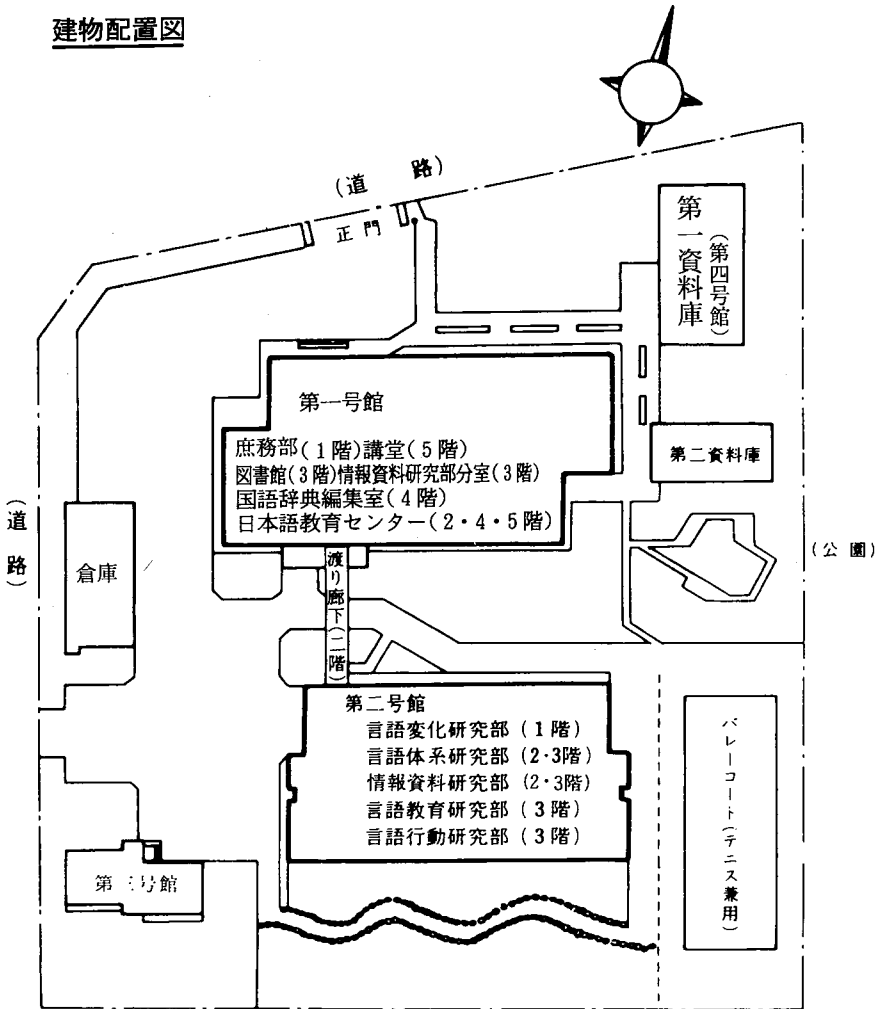 建物配置図
(道路)
正門
第一資料庫
(第四号館)
第一号館
庶務部(1階)講堂(5階)
図書館(3階)情報資料研究部分室(3階)
国語辞典編集室(4階)
日本語教育センター(2・4・5階)
第二資料庫
(道路)
倉庫
渡り廊下(二階)
(公園)
第二号館
言語変化研究部(1階)
言語体系研究部(2・3階)
情報資料研究部(2・3階)
言語教育研究部(3階)
言語行動研究部(3階)
バレーコート(テニス兼用)
第三号館